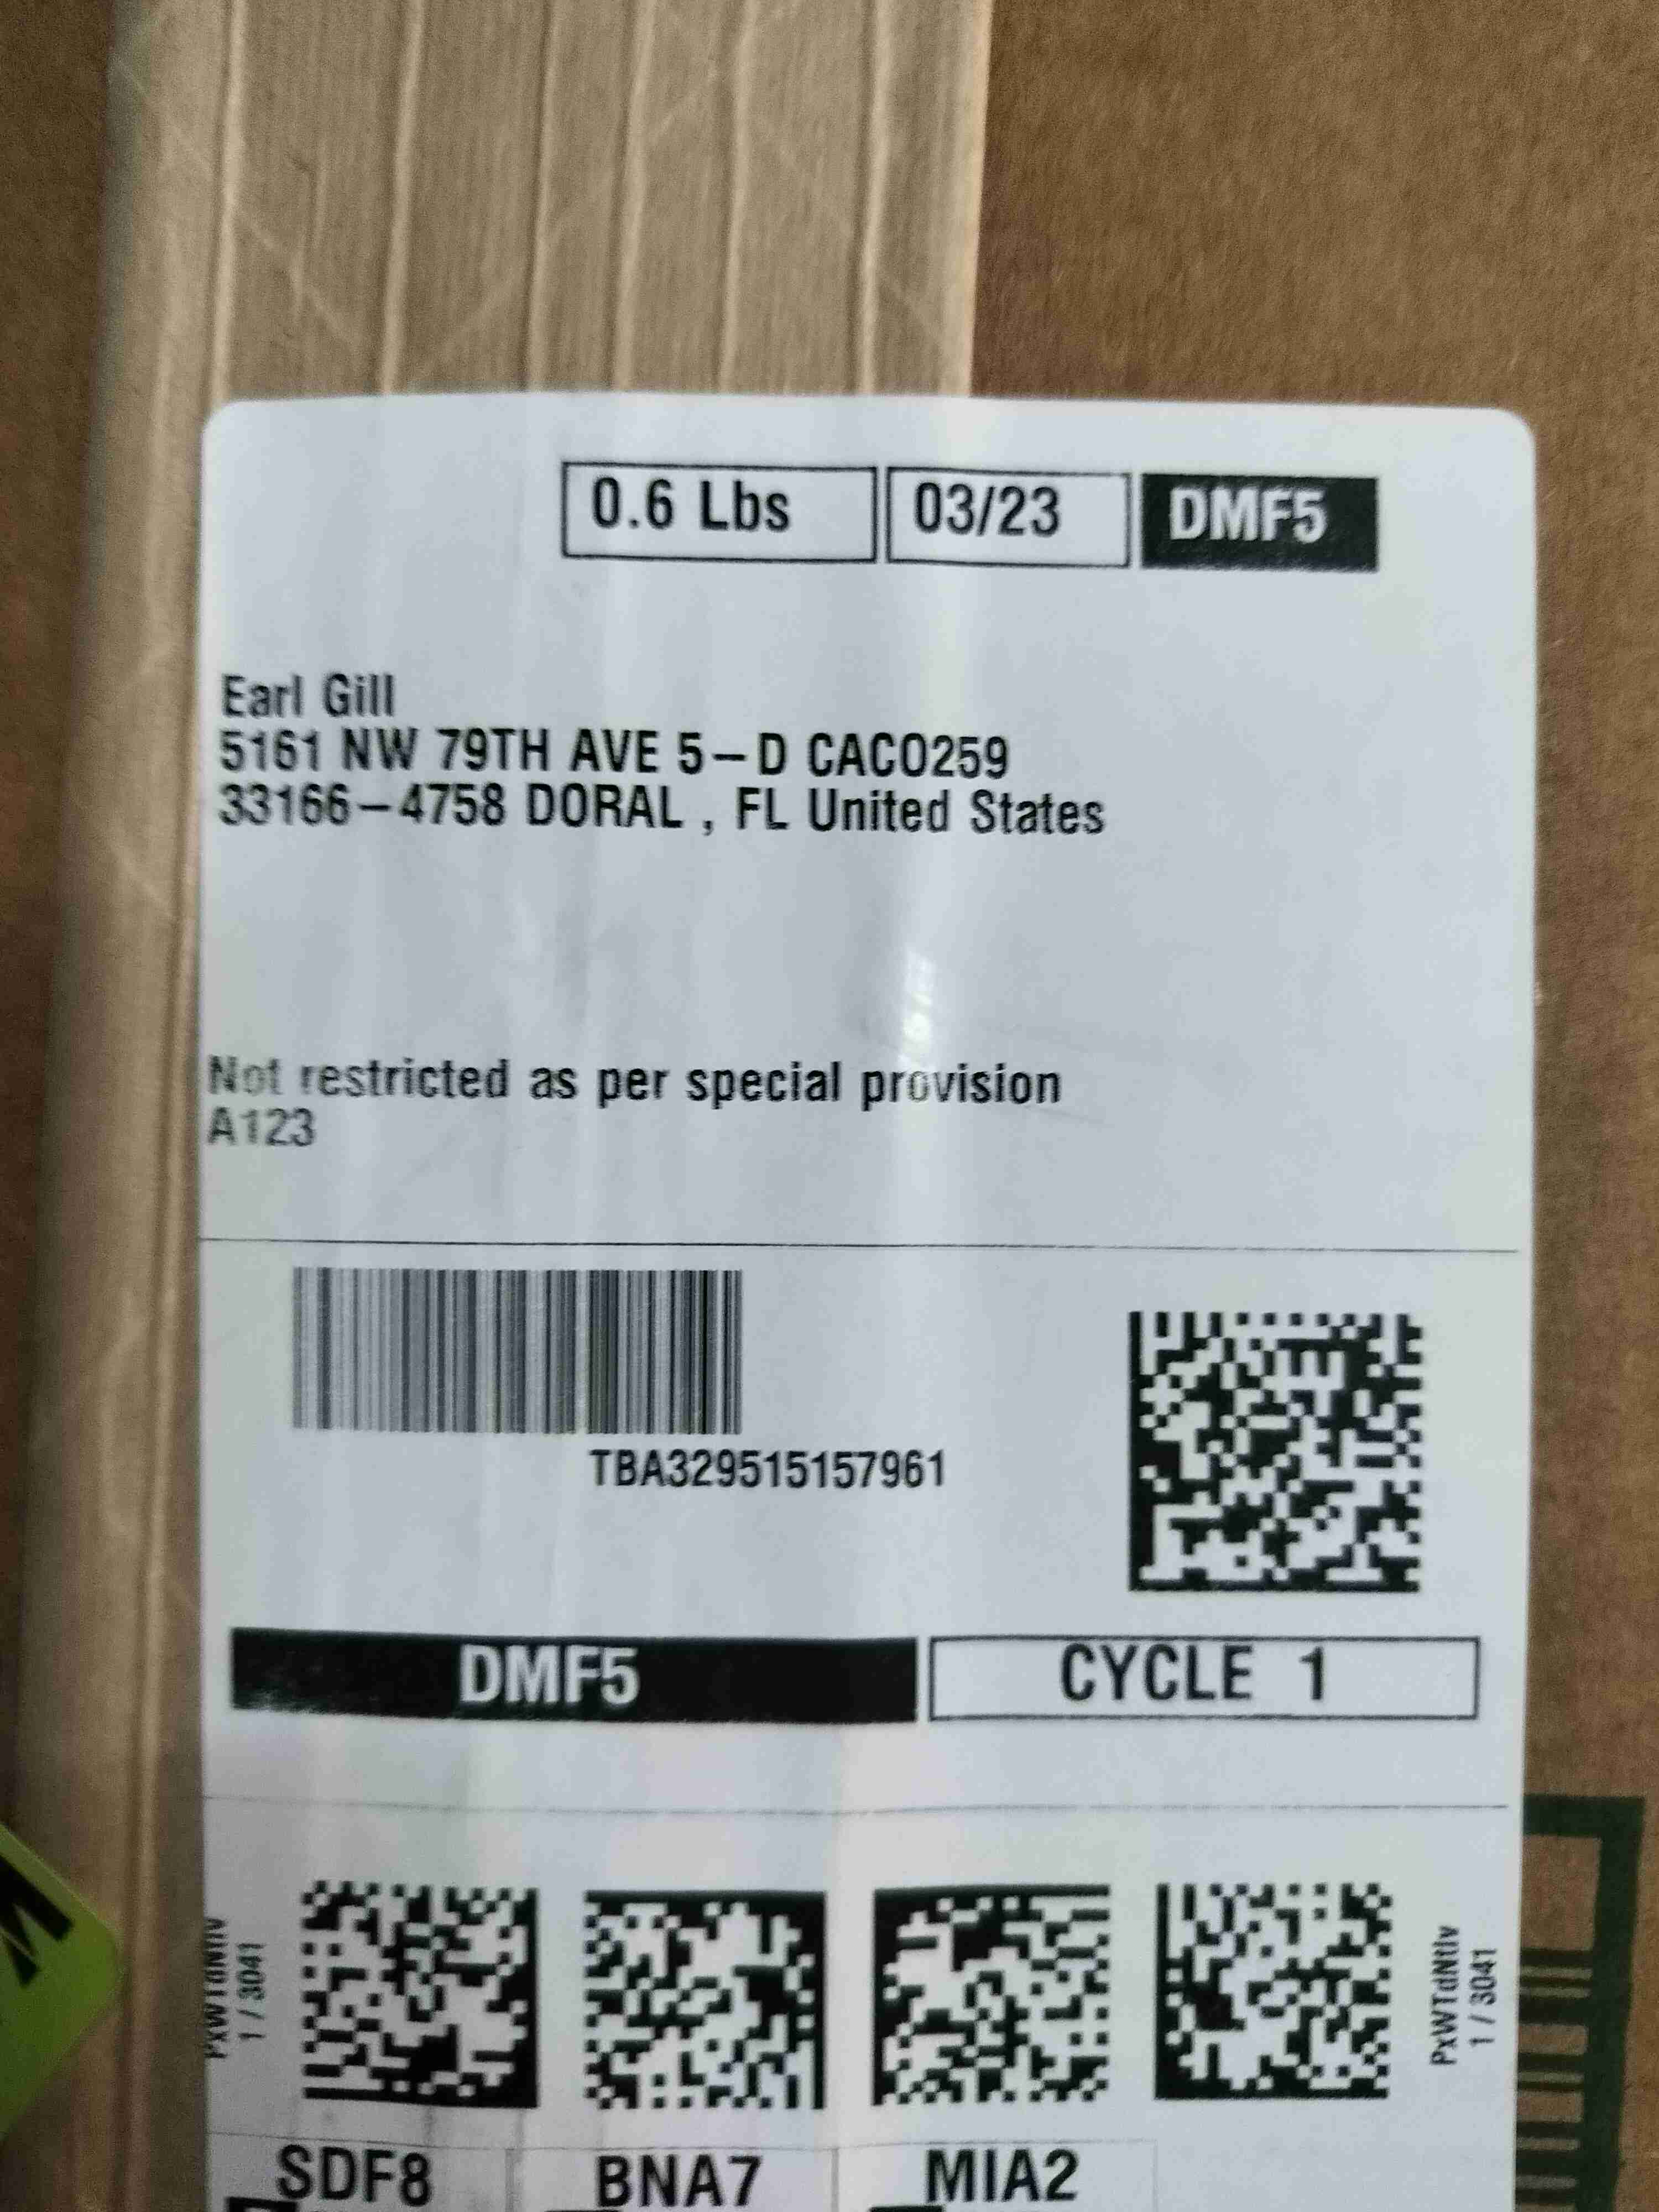 0.6 Lbs 03/23 DMF5
Earl Gill
5161 NW 79TH AVE 5-D CACO259
33166-4758 DORAL , FL United States
Not restricted as per special provision
A123
TBA329515157961
DMF5 CYCLE 1
PxWTdNtlv
1 / 3041
PxWTdNtlv
1 / 3041
SDF8 BNA7 MIA2